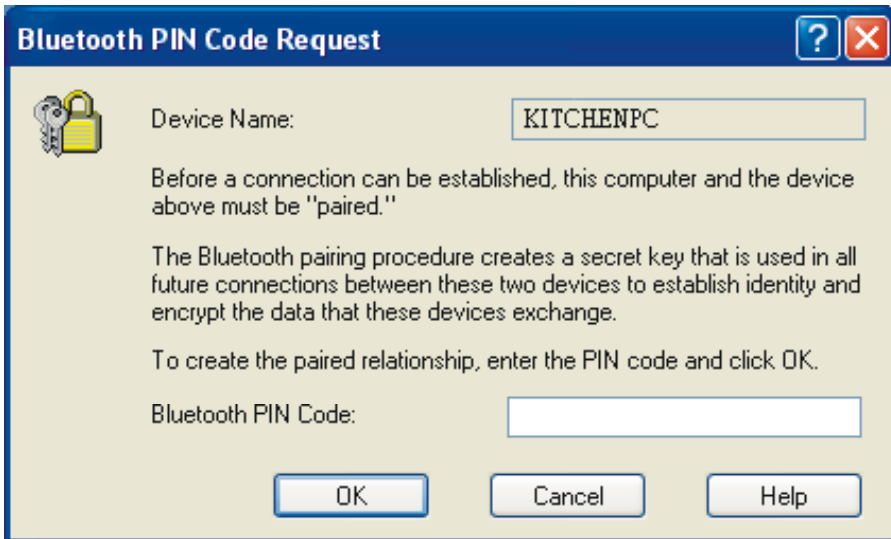 Bluetooth PIN Code Request
Device Name: KITCHENPC
Before a connection can be established, this computer and the device
above must be "paired."
The Bluetooth pairing procedure creates a secret key that is used in all
future connections between these two devices to establish identity and
encrypt the data that these devices exchange.
To create the paired relationship, enter the PIN code and click OK.
Bluetooth PIN Code:
OK Cancel Help